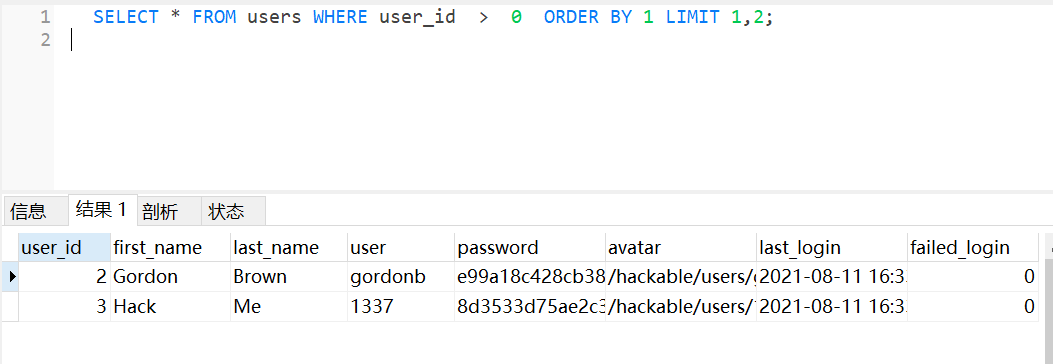 1 SELECT * FROM users WHERE user_id > 0 ORDER BY 1 LIMIT 1,2;
2
信息 结果 1 剖析 状态
user_id first_name last_name user password avatar last_login failed_login
2 Gordon Brown gordonb e99a18c428cb38 /hackable/users/ 2021-08-11 16:3 0
3 Hack Me 1337 8d3533d75ae2c3 /hackable/users/ 2021-08-11 16:3 0